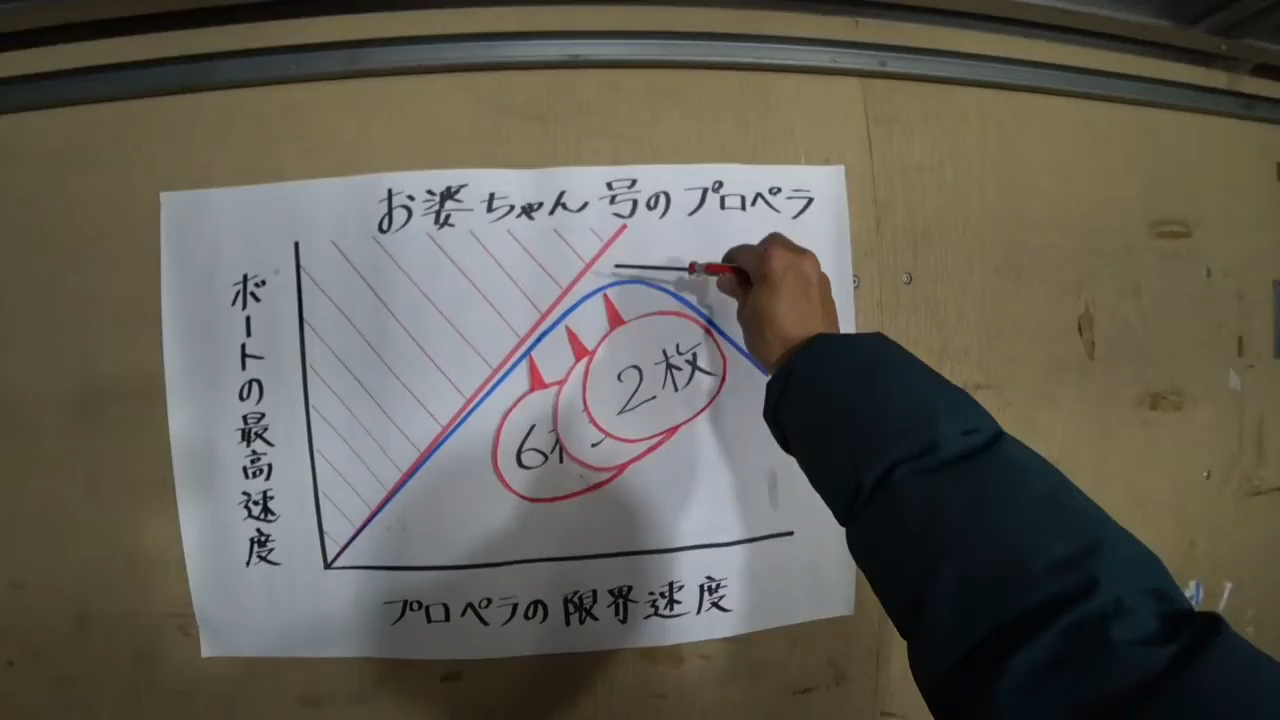 お婆ちゃん号のプロペラ
ボートの最高速度
6
2枚
プロペラの限界速度